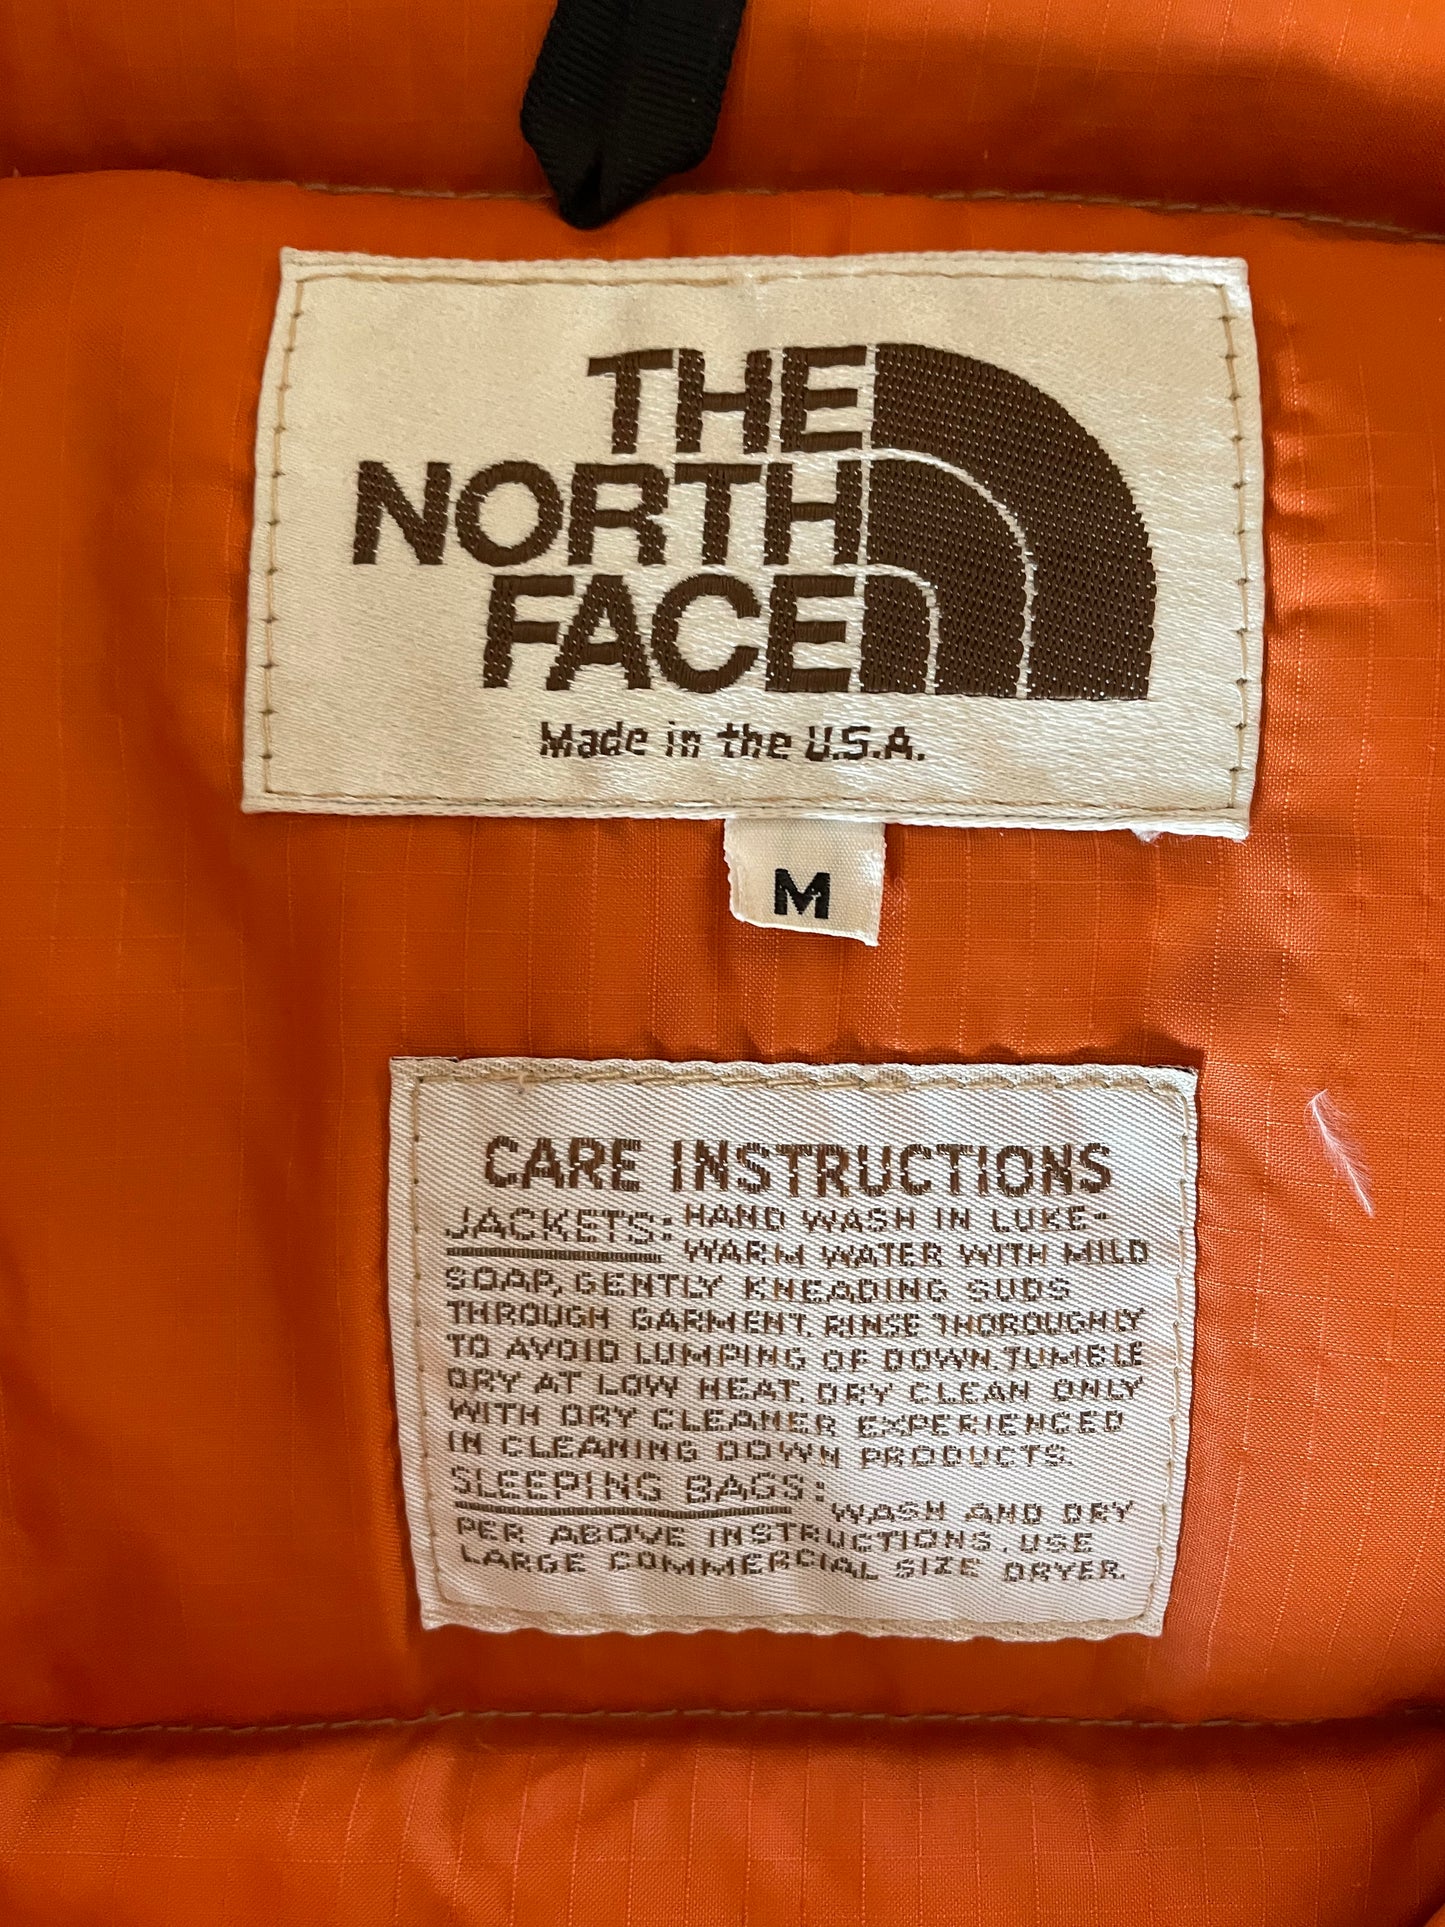 THE
NORTH
FACE
Made in the U.S.A.
M
CARE INSTRUCTIONS
JACKETS: HAND WASH IN LUKE-
WARM WATER WITH MILD
SOAP, GENTLY KNEADING SUDS
THROUGH GARMENT. RINSE THOROUGHLY
TO AVOID LUMPING OF DOWN. TUMBLE
DRY AT LOW HEAT. DRY CLEAN ONLY
WITH DRY CLEANER EXPERIENCED
IN CLEANING DOWN PRODUCTS.
SLEEPING BAGS: WASH AND DRY
PER ABOVE INSTRUCTIONS. USE
LARGE COMMERCIAL SIZE DRYER.